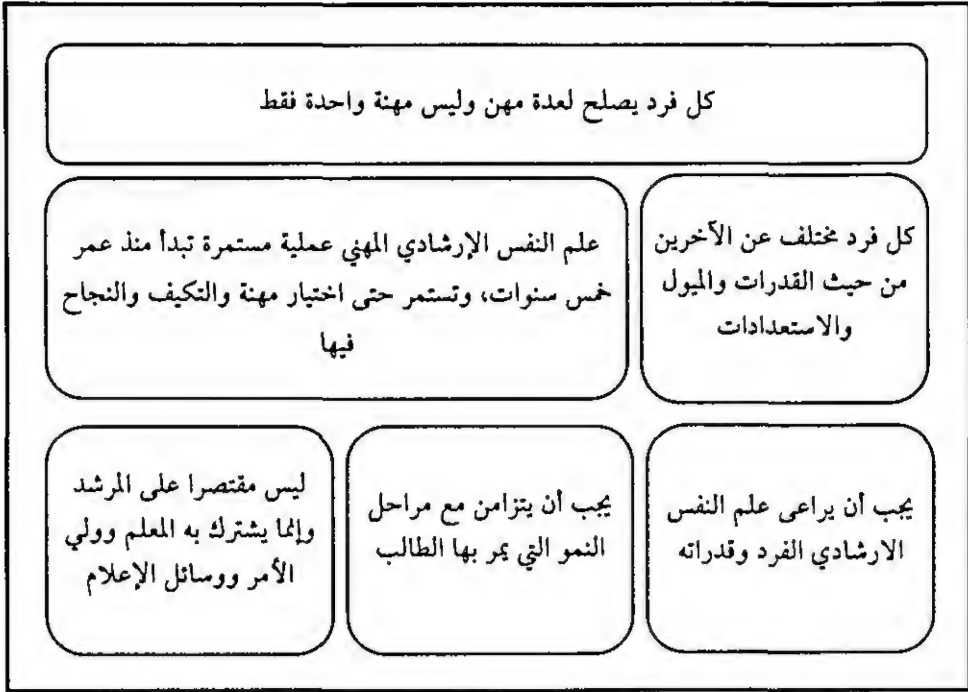 كل فرد يصلح لعدة مهن وليس مهنة واحدة فقط
كل فرد مختلف عن الآخرين
من حيث القدرات والميول
والاستعدادات
علم النفس الإرشادي المهني عملية مستمرة تبدأ منذ عمر
خمس سنوات، وتستمر حتى اختيار مهنة والتكيف والنجاح
فيها
يجب أن يراعى علم النفس
الارشادي الفرد وقدراته
يجب أن يتزامن مع مراحل
النمو التي يمر بها الطالب
ليس مقتصرا على المرشد
وإنما يشترك به المعلم وولي
الأمر ووسائل الإعلام